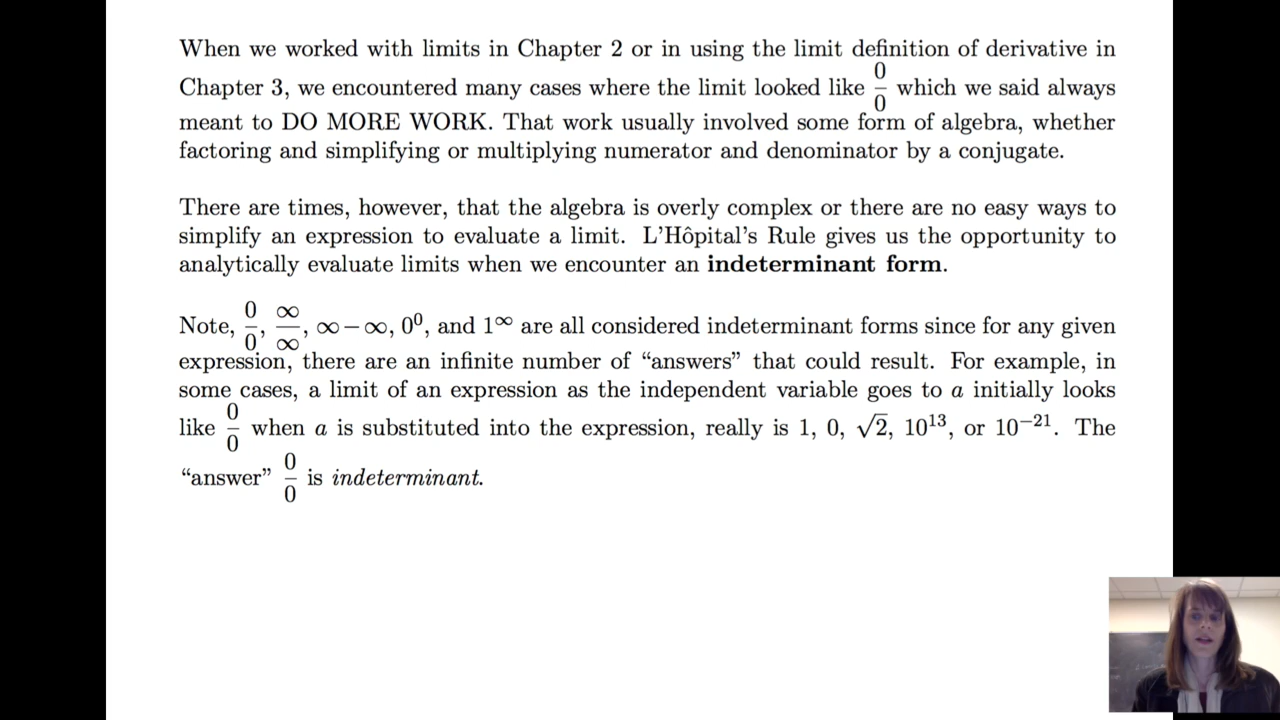 When we worked with limits in Chapter 2 or in using the limit definition of derivative in
Chapter 3, we encountered many cases where the limit looked like 0/0 which we said always
meant to DO MORE WORK. That work usually involved some form of algebra, whether
factoring and simplifying or multiplying numerator and denominator by a conjugate.
There are times, however, that the algebra is overly complex or there are no easy ways to
simplify an expression to evaluate a limit. L'Hôpital's Rule gives us the opportunity to
analytically evaluate limits when we encounter an indeterminant form.
Note, 0/0, ∞/∞, ∞−∞, 0⁰, and 1^∞ are all considered indeterminant forms since for any given
expression, there are an infinite number of “answers” that could result. For example, in
some cases, a limit of an expression as the independent variable goes to a initially looks
like 0/0 when a is substituted into the expression, really is 1, 0, √2, 10¹³, or 10⁻²¹. The
“answer” 0/0 is indeterminant.